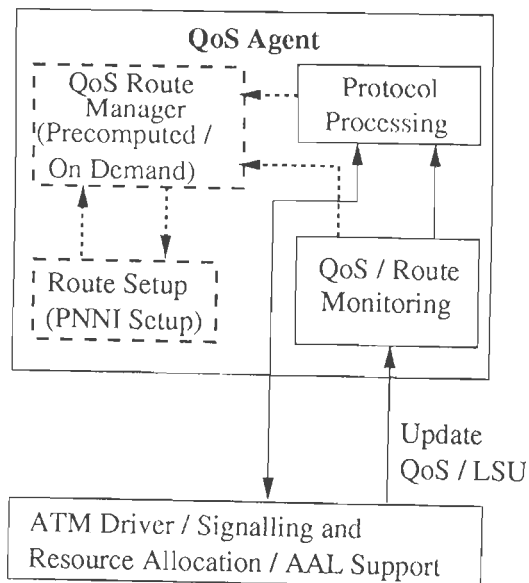 QoS Agent
QoS Route
Manager
(Precomputed /
On Demand)
Protocol
Processing
Route Setup
(PNNI Setup)
QoS / Route
Monitoring
Update
QoS / LSU
ATM Driver / Signalling and
Resource Allocation / AAL Support